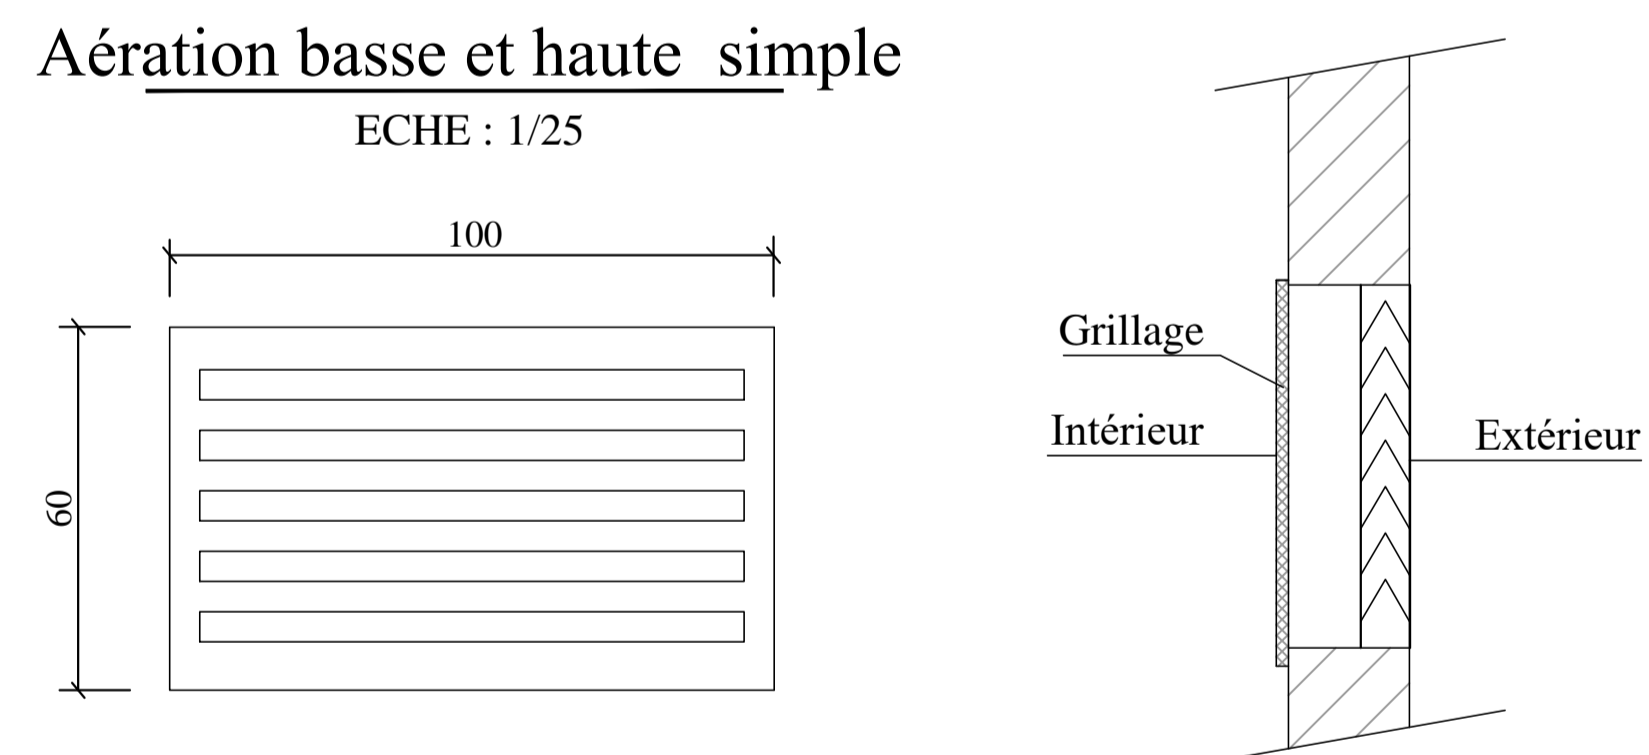 Aération basse et haute simple
ECHE : 1/25
100
60
Grillage
Intérieur
Extérieur